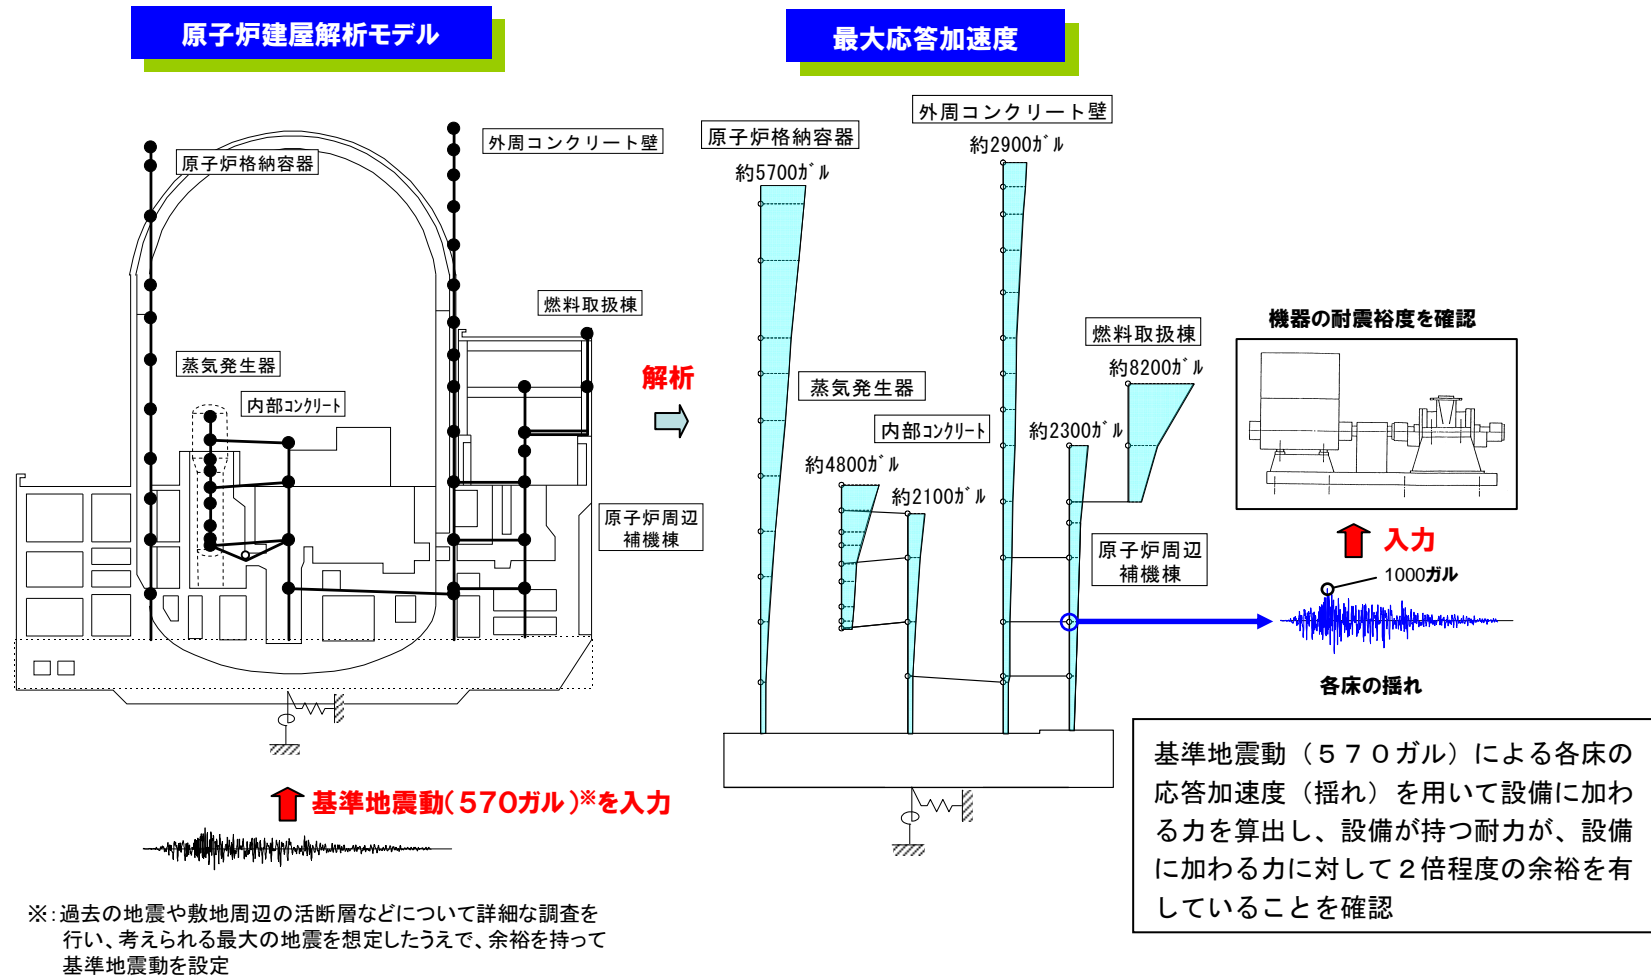 原子炉建屋解析モデル
最大応答加速度
原子炉格納容器
外周コンクリート壁
燃料取扱棟
蒸気発生器
内部ｺﾝｸﾘｰﾄ
原子炉周辺
補機棟
基準地震動(570ガル)※を入力
※：過去の地震や敷地周辺の活断層などについて詳細な調査を
行い、考えられる最大の地震を想定したうえで、余裕を持って
基準地震動を設定
解析
原子炉格納容器
約5700ｶﾞﾙ
外周コンクリート壁
約2900ｶﾞﾙ
蒸気発生器
約4800ｶﾞﾙ
内部ｺﾝｸﾘｰﾄ
約2100ｶﾞﾙ
燃料取扱棟
約8200ｶﾞﾙ
約2300ｶﾞﾙ
原子炉周辺
補機棟
機器の耐震裕度を確認
入力
1000ガル
各床の揺れ
基準地震動（５７０ガル）による各床の
応答加速度（揺れ）を用いて設備に加わ
る力を算出し、設備が持つ耐力が、設備
に加わる力に対して２倍程度の余裕を有
していることを確認